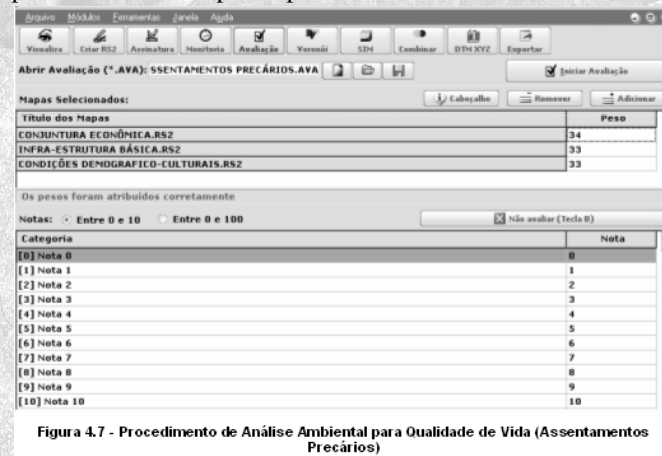 Arquivo Módulos Ferramentas Janela Ajuda
Visualiza Criar RS2 Assinatura Monitoria Avaliação Voronói SIM Combinar DTM XYZ Exportar
Abrir Avaliação (*.AVA): SSENTAMENTOS PRECÁRIOS.AVA Iniciar Avaliação
Mapas Selecionados: Cabeçalho Remover Adicionar
Título dos Mapas Peso
CONJUNTURA ECONÔMICA.RS2 34
INFRA-ESTRUTURA BÁSICA.RS2 33
CONDIÇÕES DEMOGRAFICO-CULTURAIS.RS2 33
Os pesos foram atribuídos corretamente
Notas: Entre 0 e 10 Entre 0 e 100 Não avaliar (Tecla B)
Categoria Nota
[0] Nota 0 0
[1] Nota 1 1
[2] Nota 2 2
[3] Nota 3 3
[4] Nota 4 4
[5] Nota 5 5
[6] Nota 6 6
[7] Nota 7 7
[8] Nota 8 8
[9] Nota 9 9
[10] Nota 10 10
Figura 4.7 - Procedimento de Análise Ambiental para Qualidade de Vida (Assentamentos
Precários)